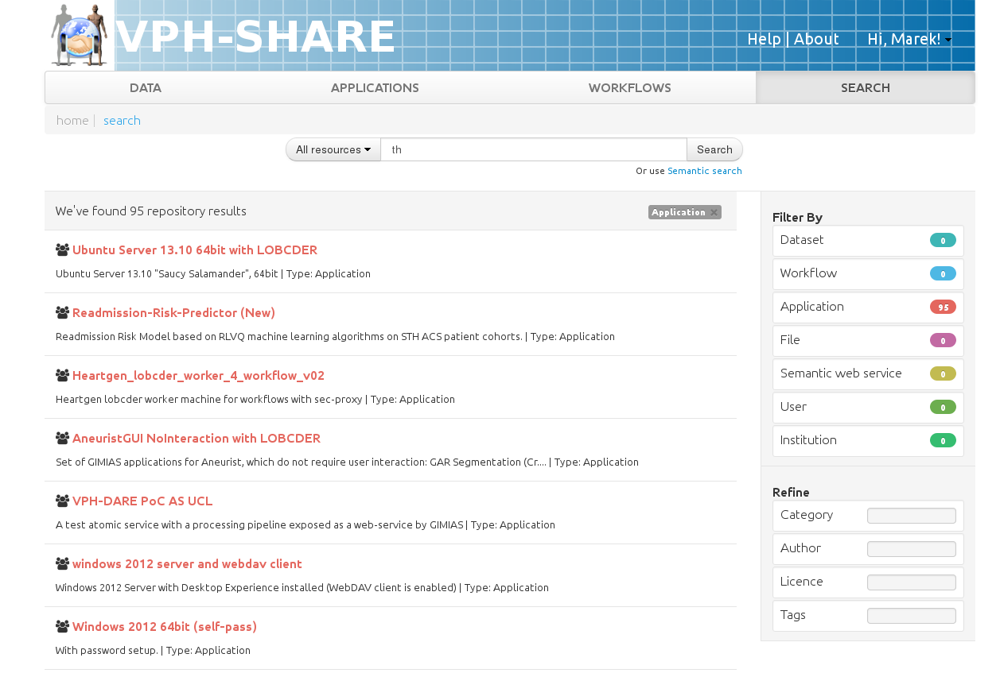 VPH-SHARE
Help | About Hi, Marek!
DATA APPLICATIONS WORKFLOWS SEARCH
home | search
All resources th Search
Or use Semantic search
We've found 95 repository results Application ×
Ubuntu Server 13.10 64bit with LOBCDER
Ubuntu Server 13.10 "Saucy Salamander", 64bit | Type: Application
Readmission-Risk-Predictor (New)
Readmission Risk Model based on RLVQ machine learning algorithms on STH ACS patient cohorts. | Type: Application
Heartgen_lobcder_worker_4_workflow_v02
Heartgen lobcder worker machine for workflows with sec-proxy | Type: Application
AneuristGUI NoInteraction with LOBCDER
Set of GIMIAS applications for Aneurist, which do not require user interaction: GAR Segmentation (Cr.... | Type: Application
VPH-DARE PoC AS UCL
A test atomic service with a processing pipeline exposed as a web-service by GIMIAS | Type: Application
windows 2012 server and webdav client
Windows 2012 Server with Desktop Experience installed (WebDAV client is enabled) | Type: Application
Windows 2012 64bit (self-pass)
With password setup. | Type: Application
Filter By
Dataset 0
Workflow 0
Application 95
File 0
Semantic web service 0
User 0
Institution 0
Refine
Category
Author
Licence
Tags